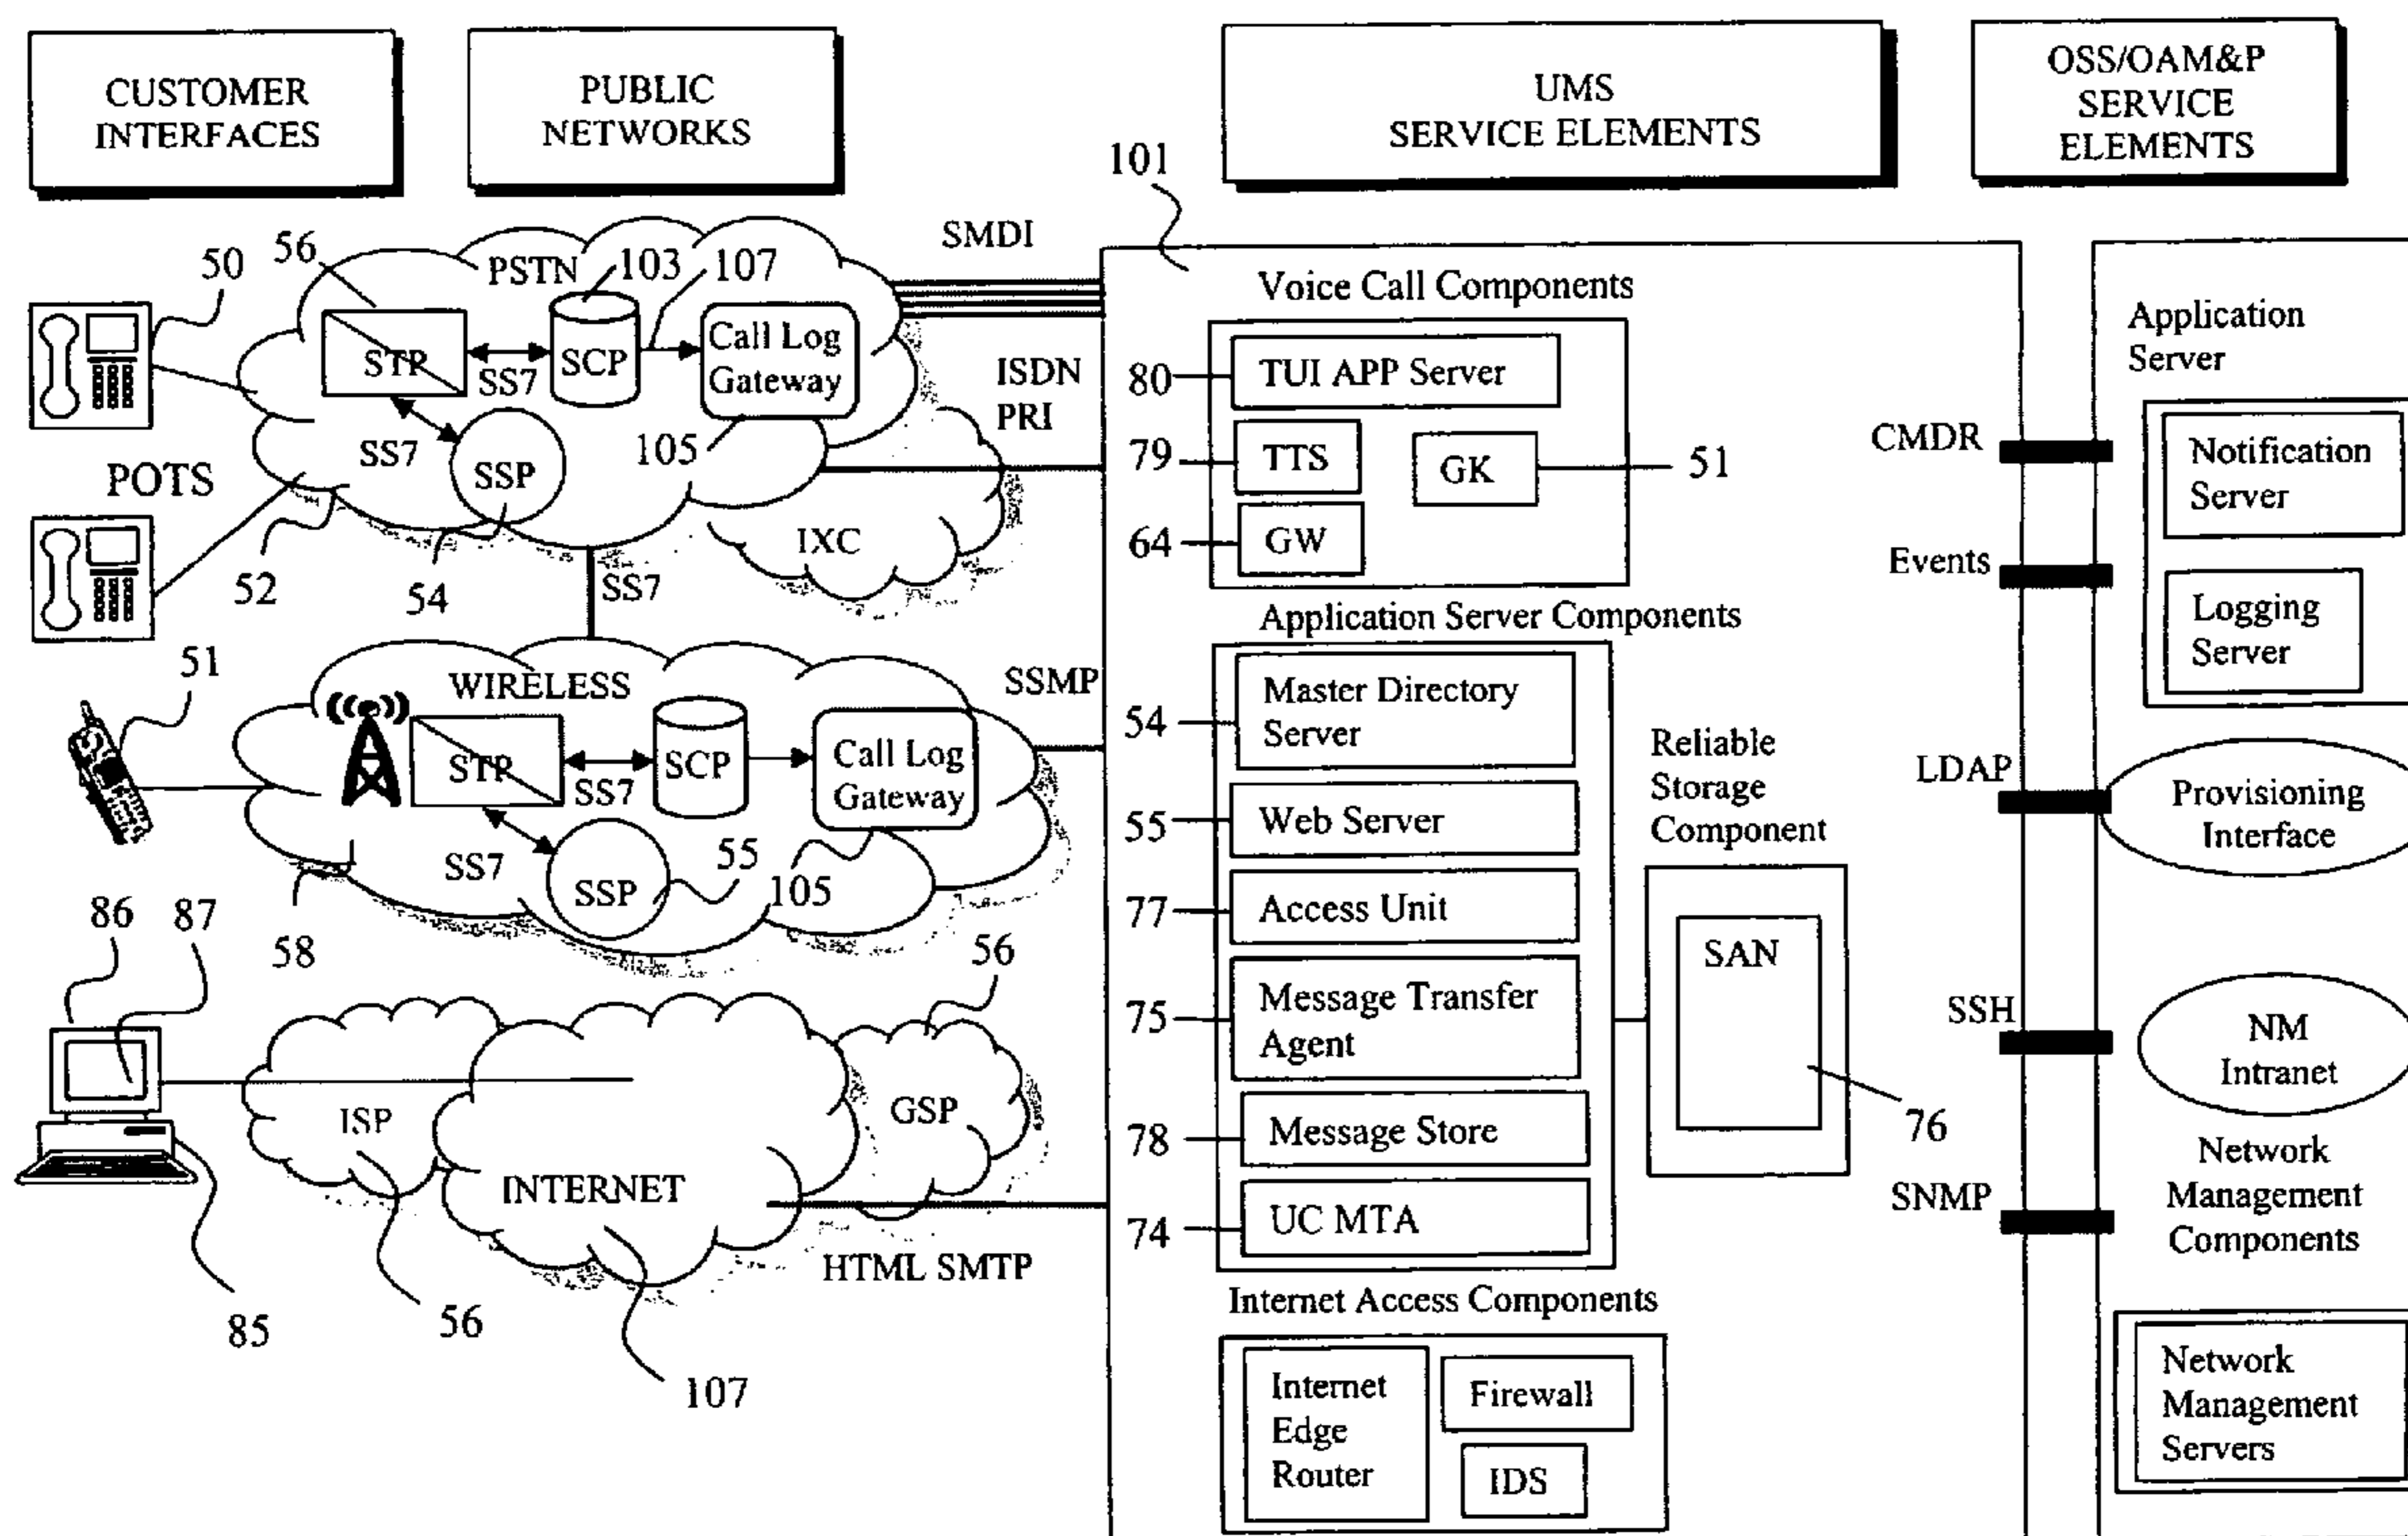 CUSTOMER
INTERFACES
PUBLIC
NETWORKS
UMS
SERVICE ELEMENTS
OSS/OAM&P
SERVICE
ELEMENTS
101
SMDI
50
56
PSTN
103
107
STP
SS7
SCP
Call Log
Gateway
ISDN
PRI
SS7
SSP
105
POTS
52
54
IXC
SS7
51
WIRELESS
SSMP
STP
SS7
SCP
Call Log
Gateway
SS7
SSP
55
105
58
86
87
56
ISP
GSP
INTERNET
HTML SMTP
85
56
107
Voice Call Components
80
TUI APP Server
79
TTS
GK
51
64
GW
Application Server Components
54
Master Directory
Server
55
Web Server
77
Access Unit
75
Message Transfer
Agent
78
Message Store
74
UC MTA
Reliable
Storage
Component
SAN
76
Internet Access Components
Internet
Edge
Router
Firewall
IDS
CMDR
Events
LDAP
SSH
SNMP
Application
Server
Notification
Server
Logging
Server
Provisioning
Interface
NM
Intranet
Network
Management
Components
Network
Management
Servers